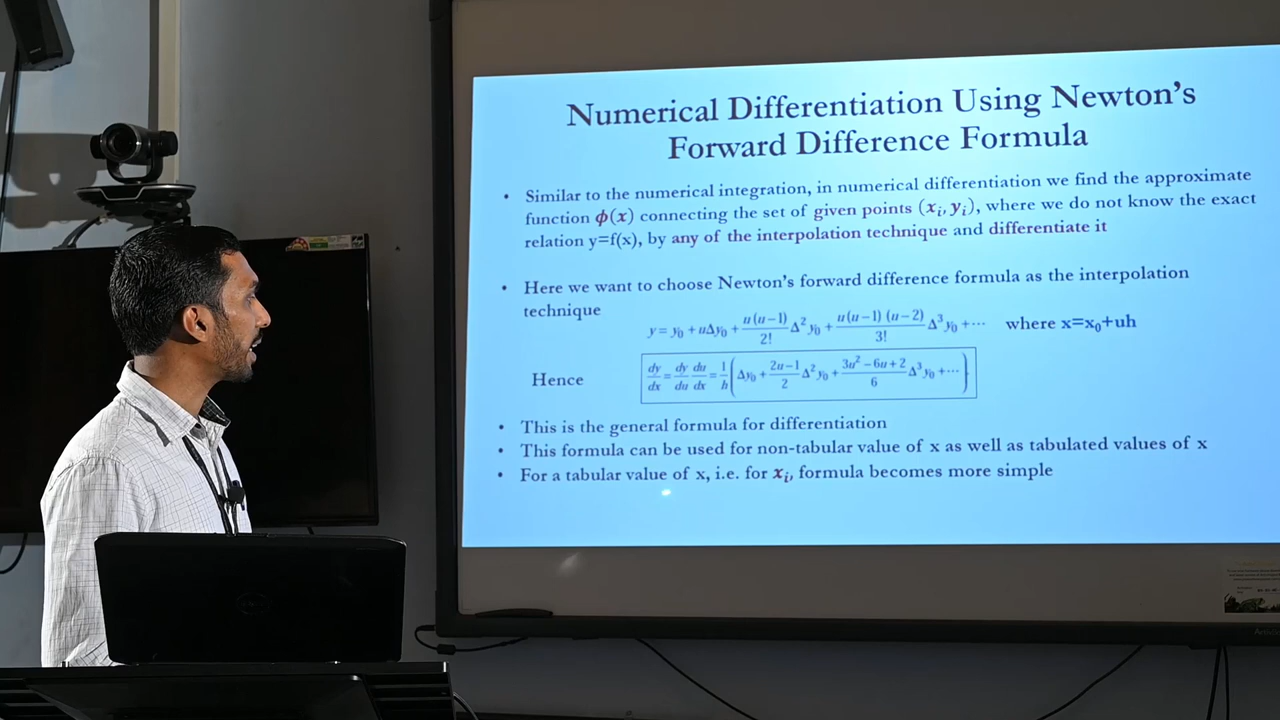 Numerical Differentiation Using Newton's
Forward Difference Formula
• Similar to the numerical integration, in numerical differentiation we find the approximate
function ϕ(x) connecting the set of given points (xᵢ, yᵢ), where we do not know the exact
relation y=f(x), by any of the interpolation technique and differentiate it
• Here we want to choose Newton's forward difference formula as the interpolation
technique
y = y₀ + uΔy₀ + u(u−1)/2! Δ²y₀ + u(u−1)(u−2)/3! Δ³y₀ + ⋯ where x=x₀+uh
Hence dy/dx = dy/du du/dx = 1/h (Δy₀ + 2u−1/2 Δ²y₀ + 3u²−6u+2/6 Δ³y₀ + ⋯)
• This is the general formula for differentiation
• This formula can be used for non-tabular value of x as well as tabulated values of x
• For a tabular value of x, i.e. for xᵢ, formula becomes more simple